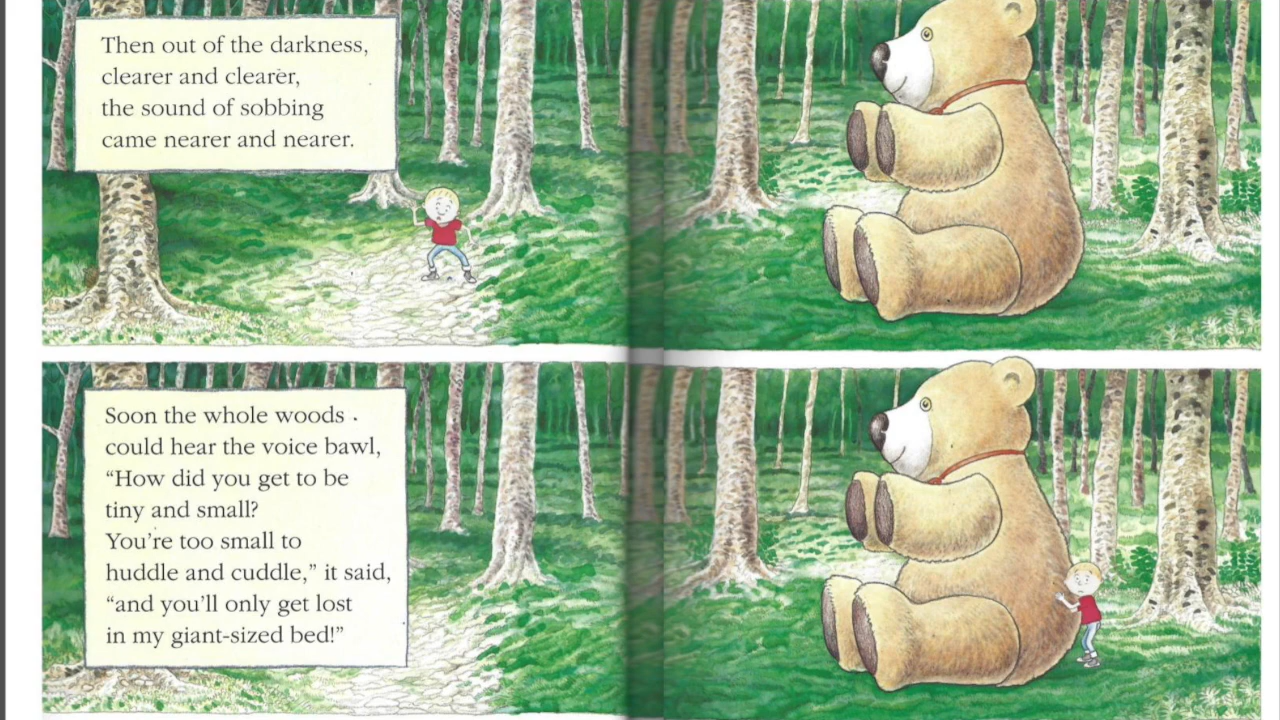 Then out of the darkness,
clearer and clearer,
the sound of sobbing
came nearer and nearer.
Soon the whole woods
could hear the voice bawl,
“How did you get to be
tiny and small?
You’re too small to
huddle and cuddle,” it said,
“and you’ll only get lost
in my giant-sized bed!”